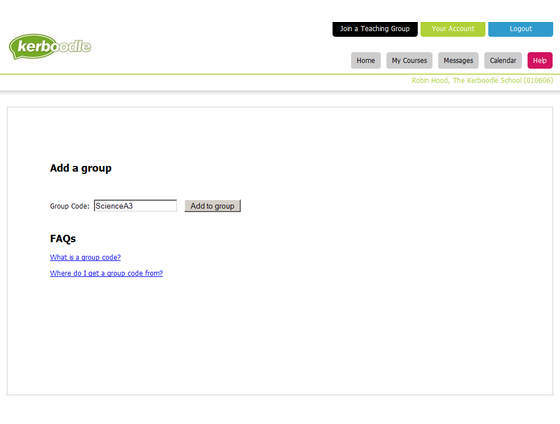 Join a Teaching Group Your Account Logout
kerboodle
Home My Courses Messages Calendar Help
Robin Hood, The Kerboodle School (010606)
Add a group
Group Code: ScienceA3 Add to group
FAQs
What is a group code?
Where do I get a group code from?